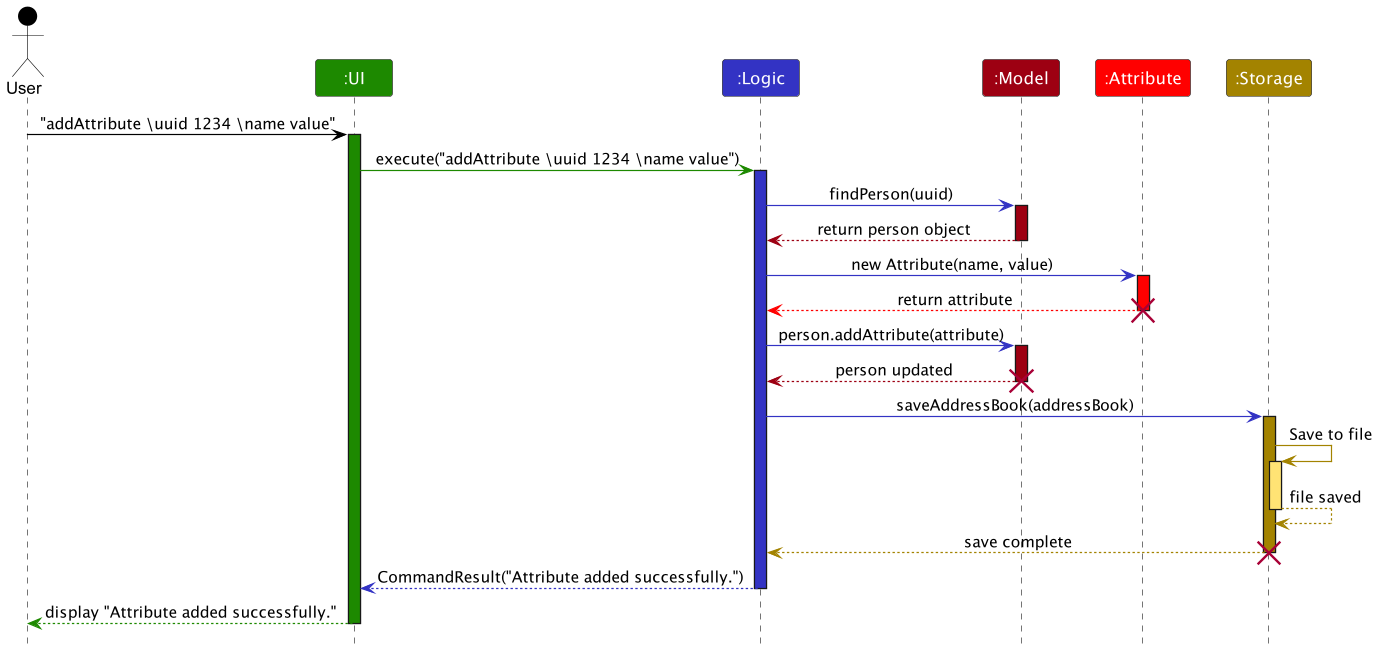 User
:UI
:Logic
:Model
:Attribute
:Storage
"addAttribute \uuid 1234 \name value"
execute("addAttribute \uuid 1234 \name value")
findPerson(uuid)
return person object
new Attribute(name, value)
return attribute
person.addAttribute(attribute)
person updated
saveAddressBook(addressBook)
Save to file
file saved
save complete
CommandResult("Attribute added successfully.")
display "Attribute added successfully."